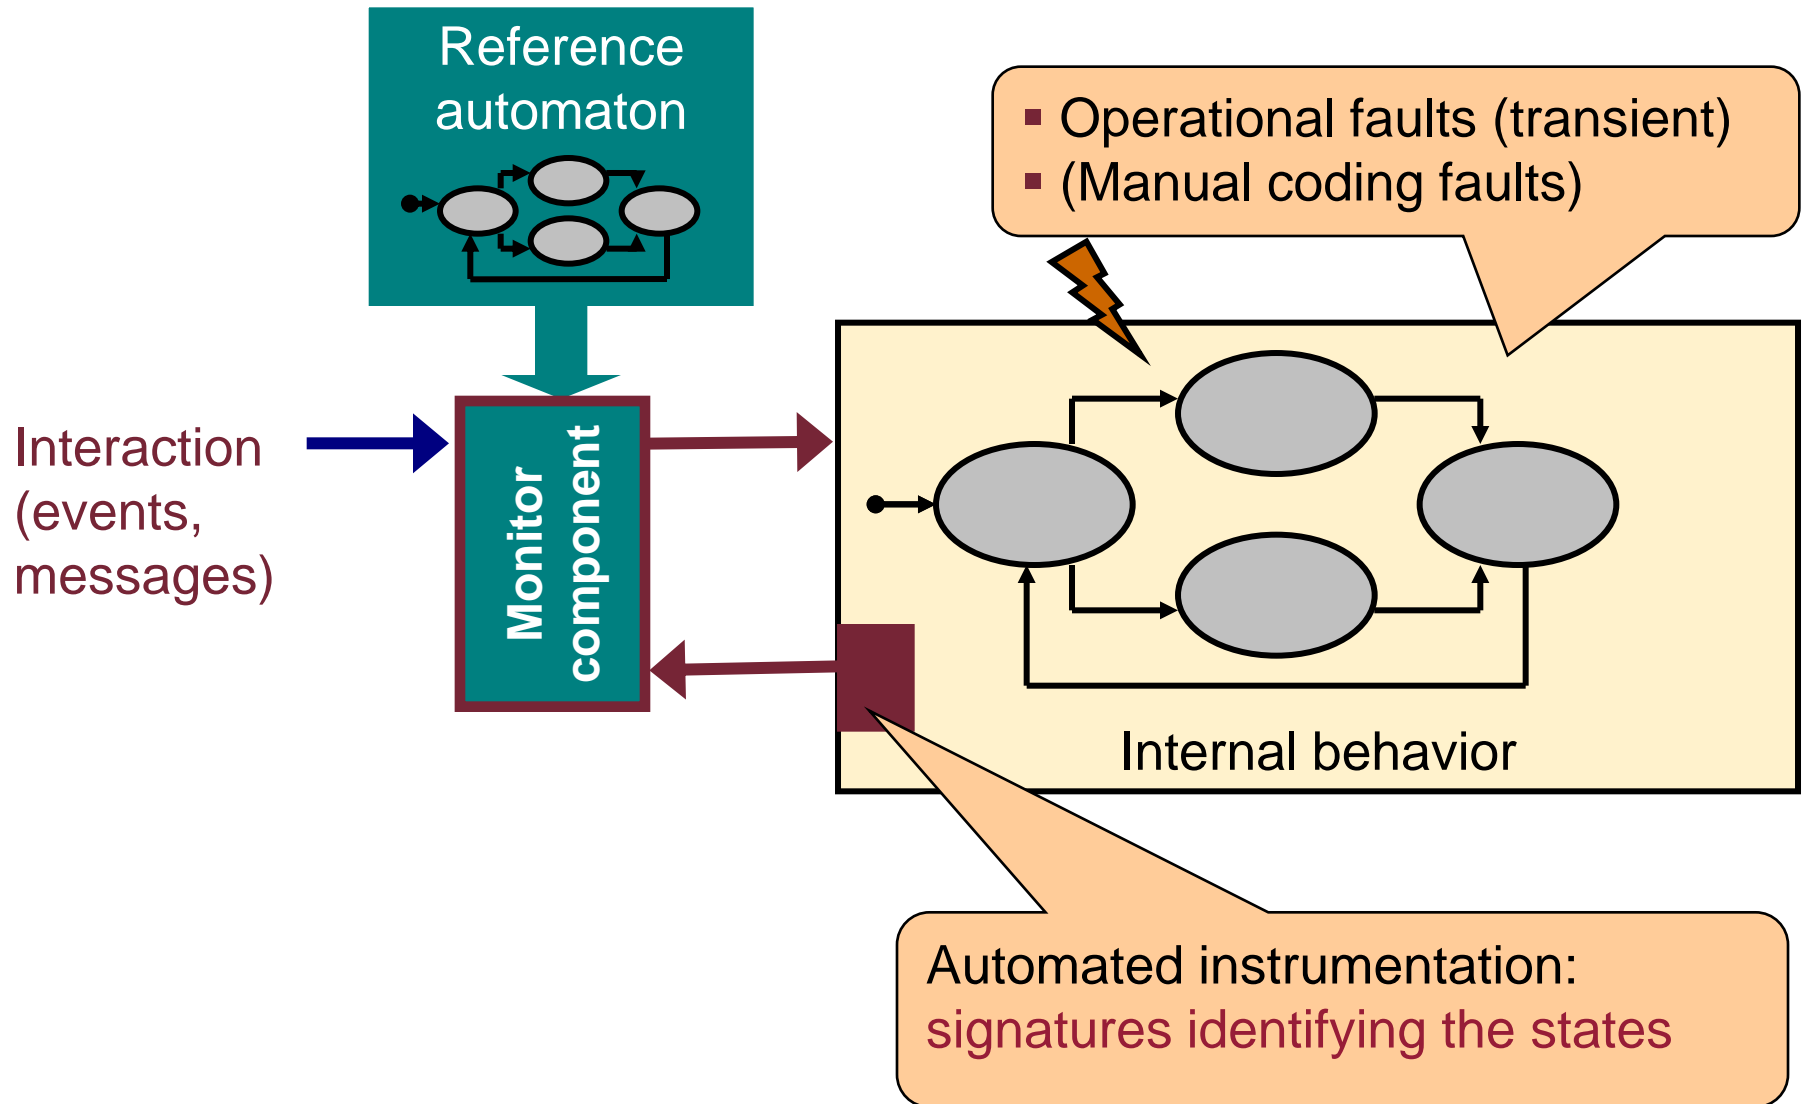 Reference
automaton
▪ Operational faults (transient)
▪ (Manual coding faults)
Interaction
(events,
messages)
Monitor
component
Internal behavior
Automated instrumentation:
signatures identifying the states